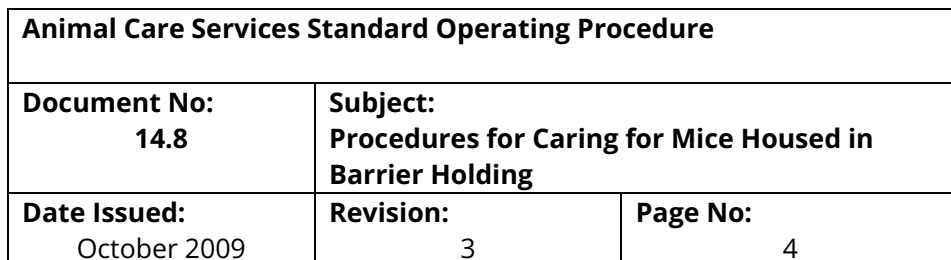 Animal Care Services Standard Operating Procedure
Document No:
14.8
Subject:
Procedures for Caring for Mice Housed in
Barrier Holding
Date Issued:
October 2009
Revision:
3
Page No:
4